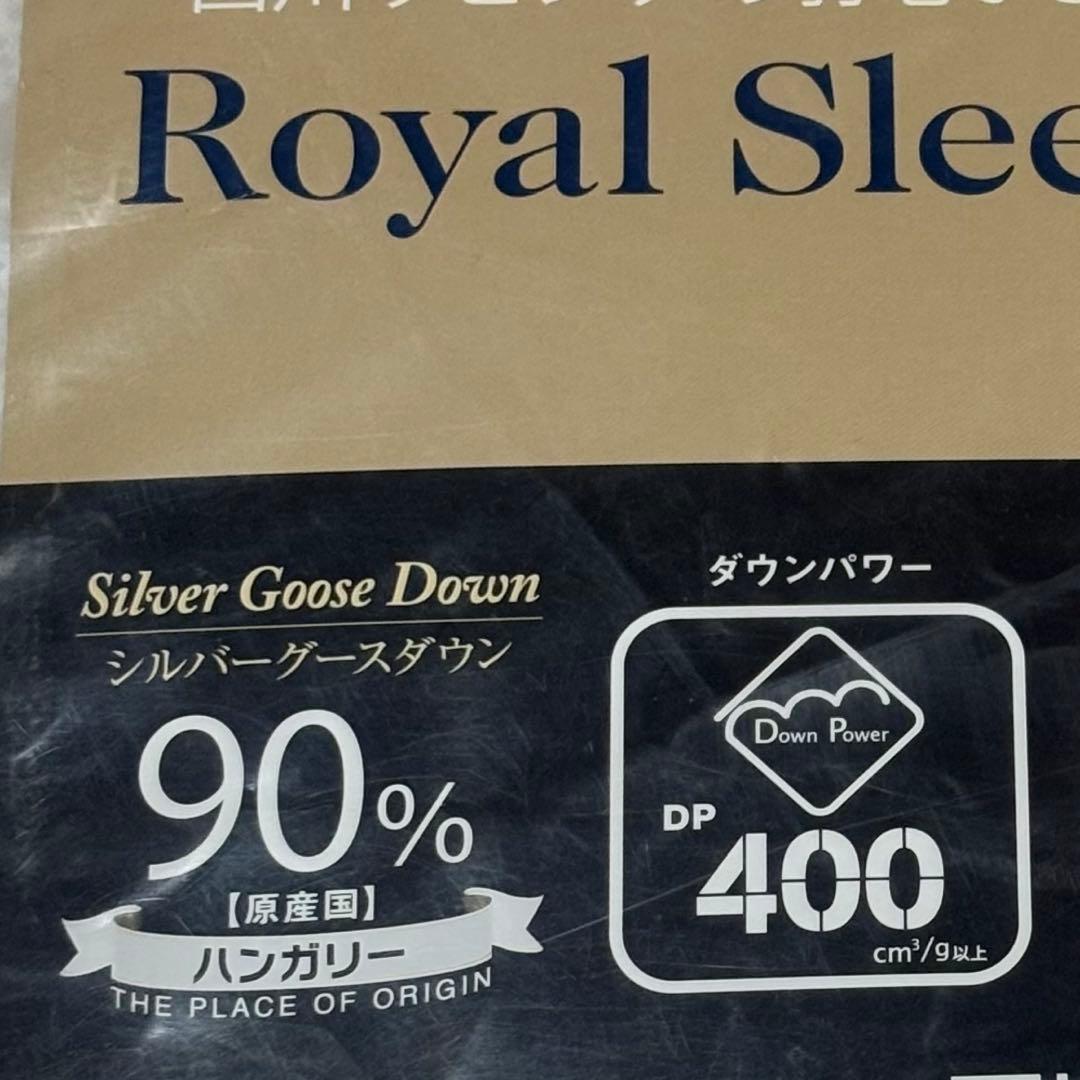 Royal Slee
Silver Goose Down
シルバーグースダウン
90%
【原産国】
ハンガリー
THE PLACE OF ORIGIN
ダウンパワー
Down Power
DP
400
cm³/g以上